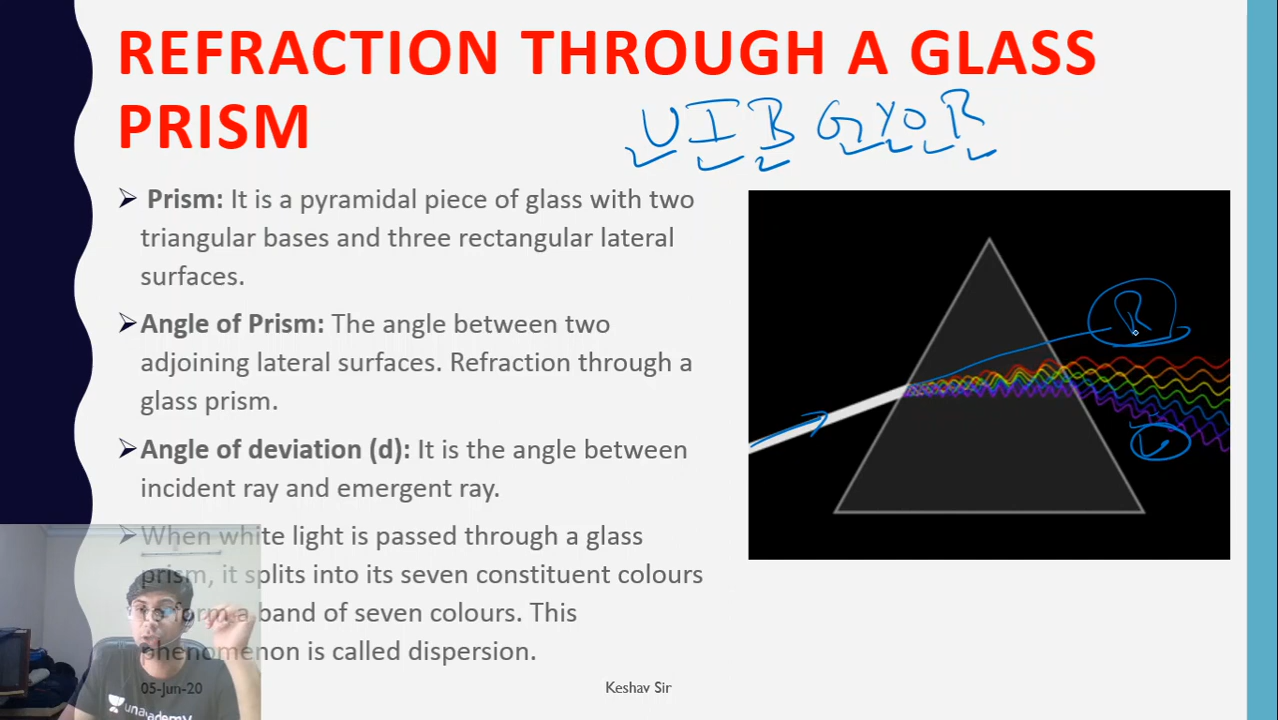 REFRACTION THROUGH A GLASS
PRISM
VIBGYOR
Prism: It is a pyramidal piece of glass with two
triangular bases and three rectangular lateral
surfaces.
Angle of Prism: The angle between two
adjoining lateral surfaces. Refraction through a
glass prism.
Angle of deviation (d): It is the angle between
incident ray and emergent ray.
When white light is passed through a glass
prism, it splits into its seven constituent colours
to form a band of seven colours. This
phenomenon is called dispersion.
R
V
05-Jun-20
Keshav Sir
unacademy